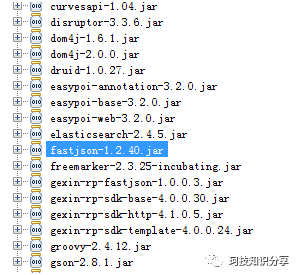 curvesapi-1.04.jar
disruptor-3.3.6.jar
dom4j-1.6.1.jar
dom4j-2.0.0.jar
druid-1.0.27.jar
easypoi-annotation-3.2.0.jar
easypoi-base-3.2.0.jar
easypoi-web-3.2.0.jar
elasticsearch-2.4.5.jar
fastjson-1.2.40.jar
freemarker-2.3.25-incubating.jar
gexin-rp-fastjson-1.0.0.3.jar
gexin-rp-sdk-base-4.0.0.30.jar
gexin-rp-sdk-http-4.1.0.5.jar
gexin-rp-sdk-template-4.0.0.24.jar
groovy-2.4.12.jar
gson-2.8.1.jar
珂技知识分享